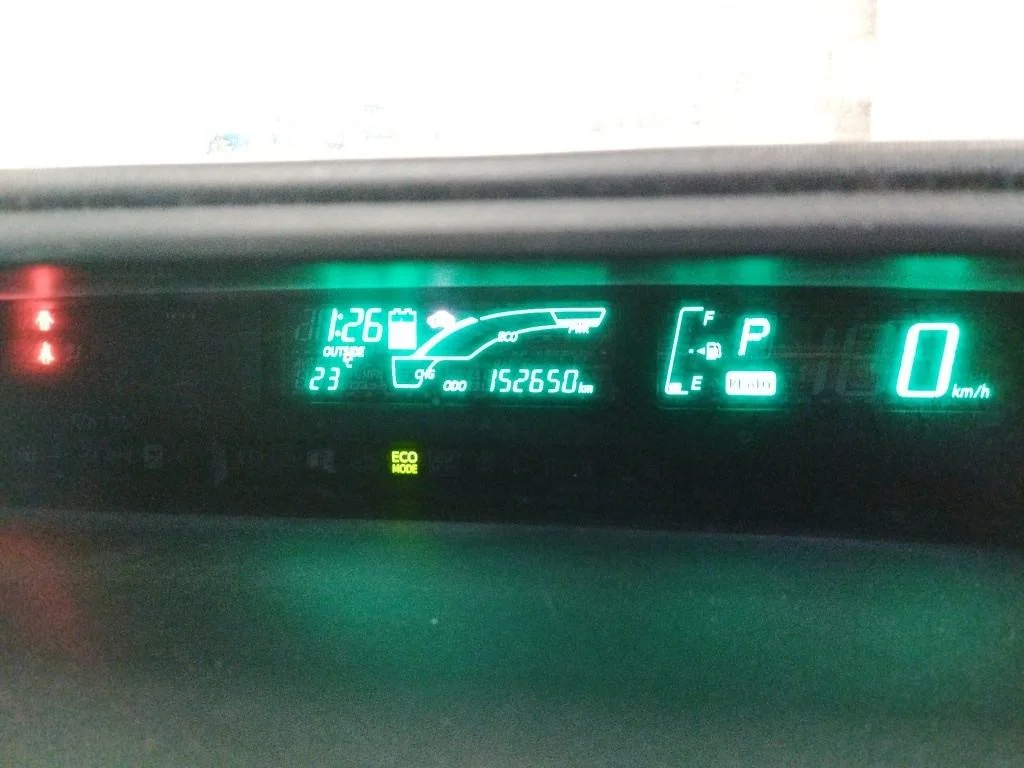 1:26
OUTSIDE
°C
23
ECO
PWR
CHG
ODO 152650 km
F
E
P
READY
0 km/h
ECO
MODE